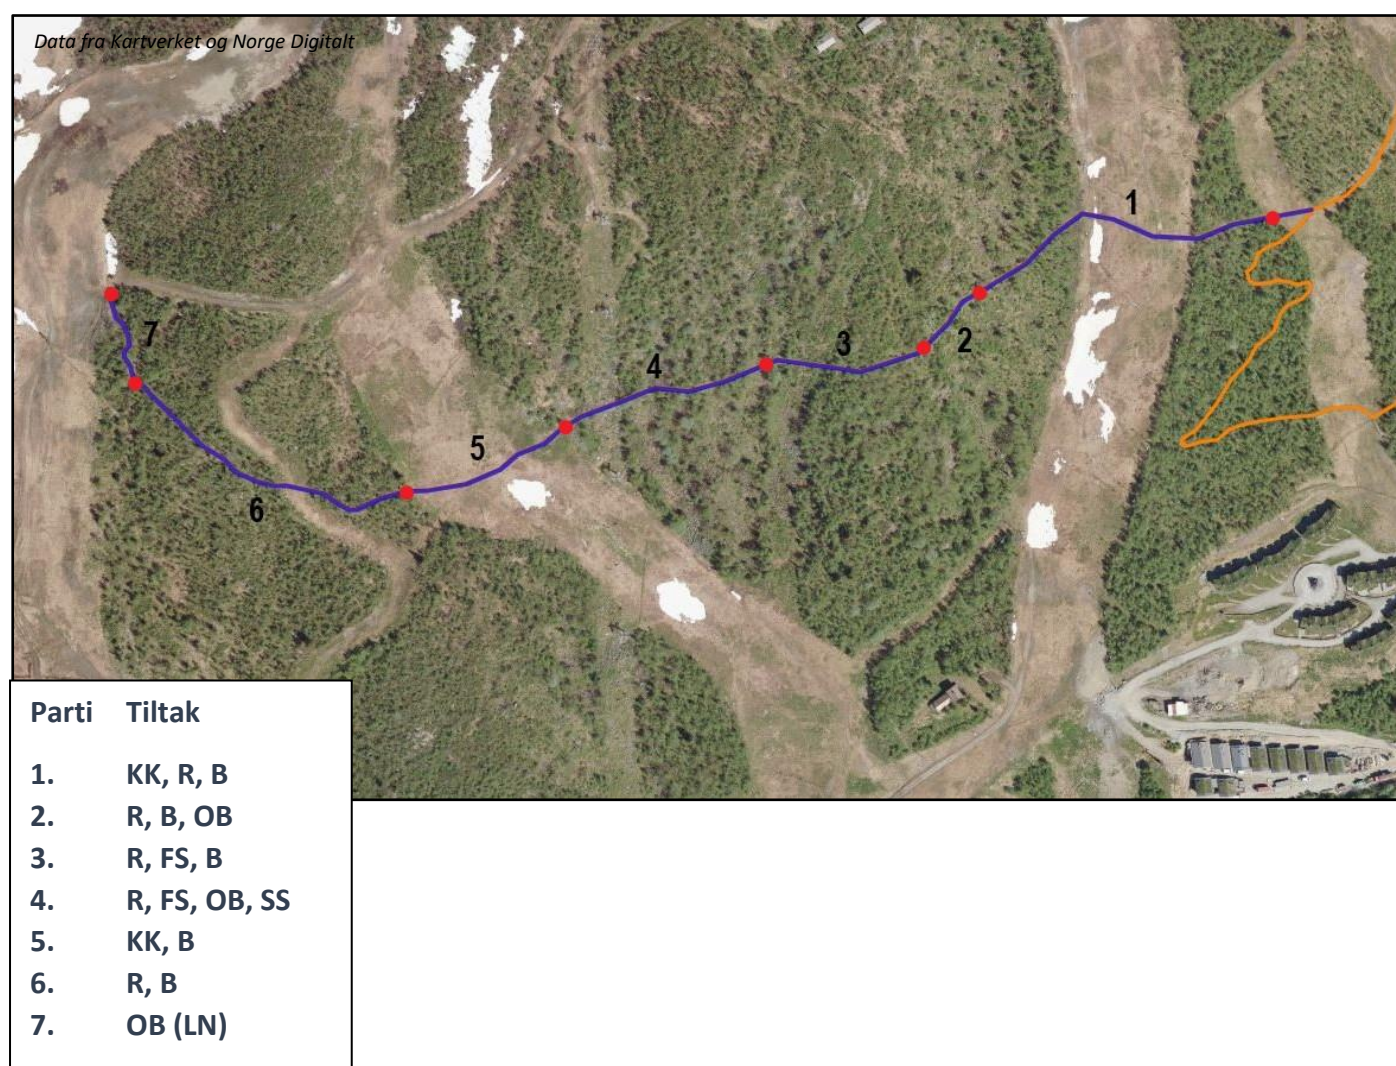 Data fra Kartverket og Norge Digitalt
1
2
3
4
5
6
7
Parti Tiltak
1. KK, R, B
2. R, B, OB
3. R, FS, B
4. R, FS, OB, SS
5. KK, B
6. R, B
7. OB (LN)